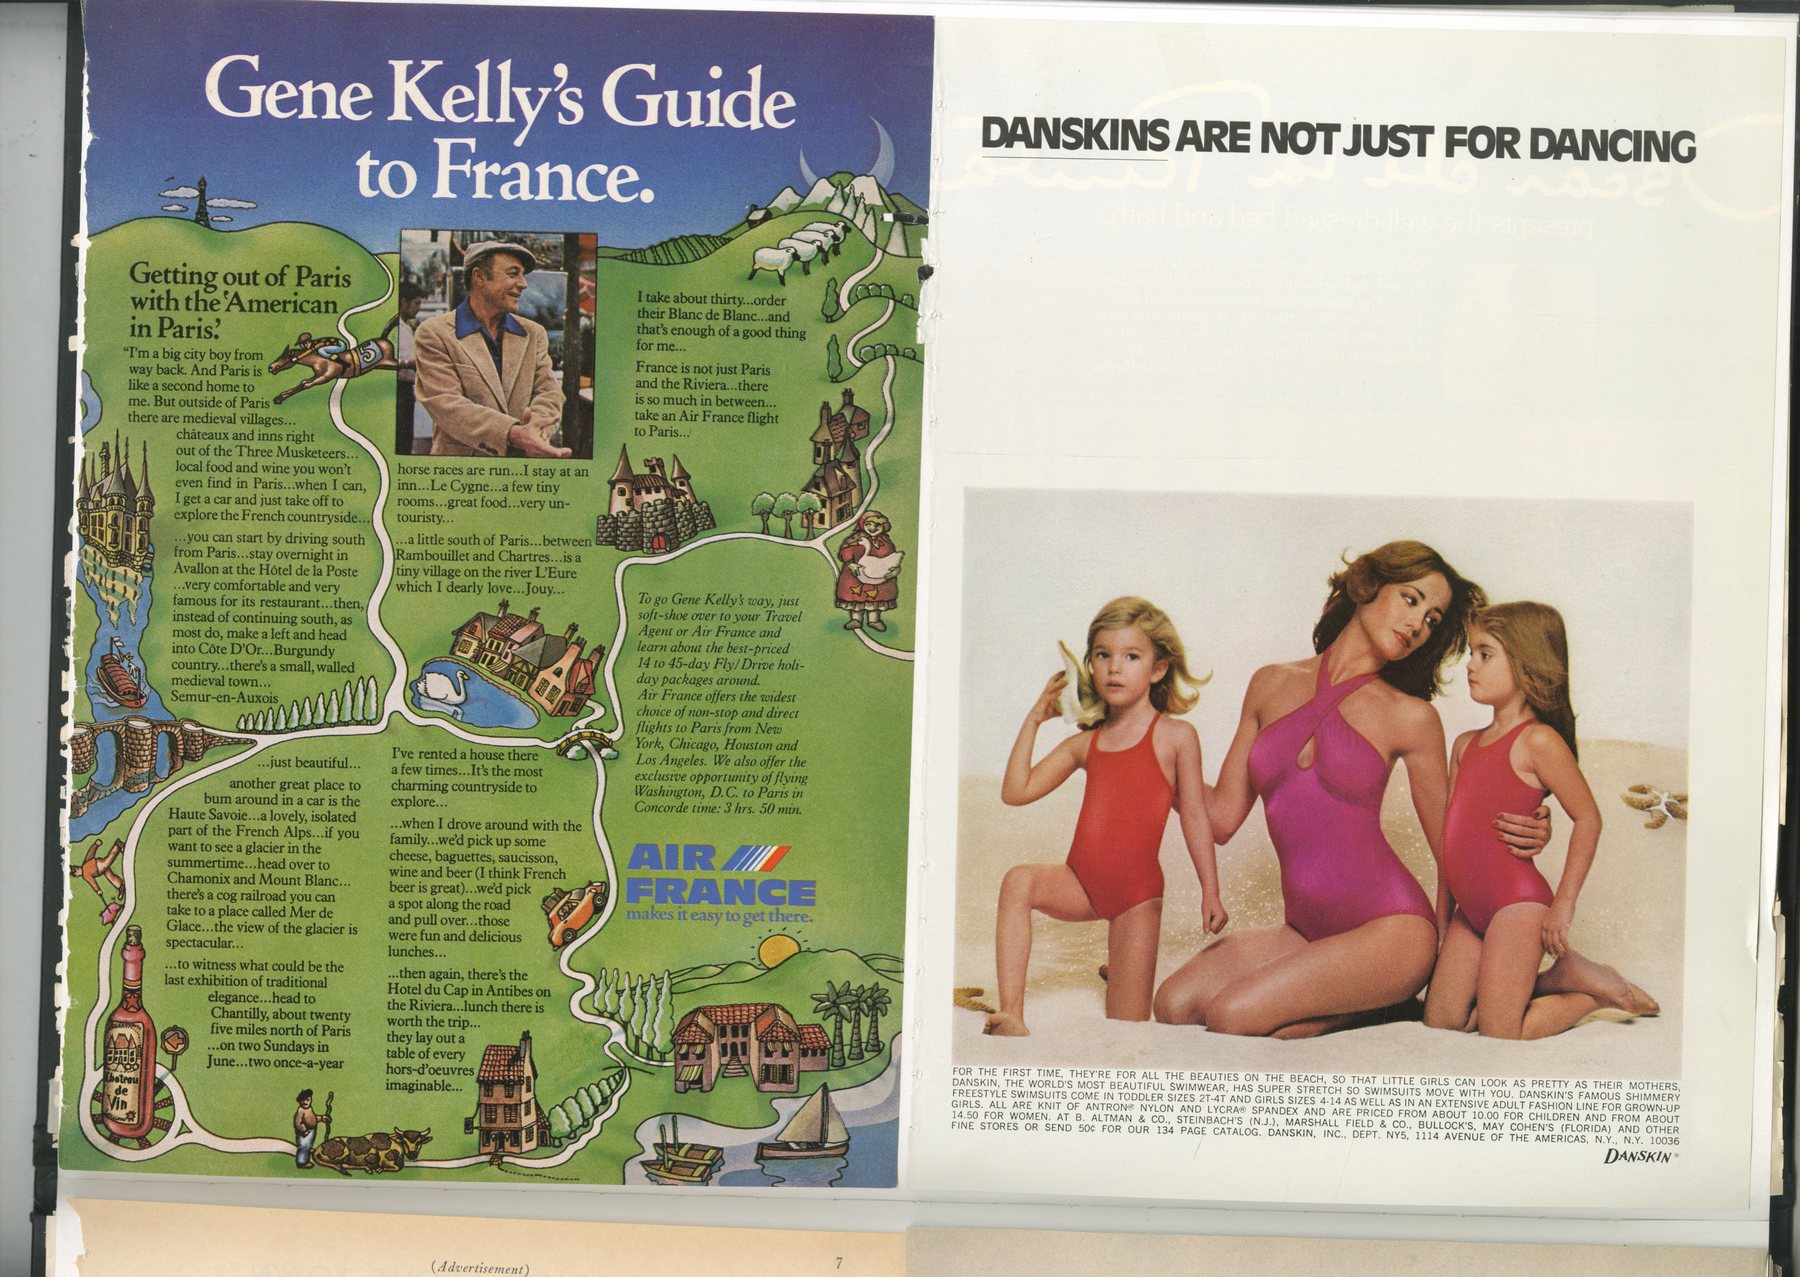 Gene Kelly's Guide
to France.
Getting out of Paris
with the 'American
in Paris.'
"I'm a big city boy from
way back. And Paris is
like a second home to
me. But outside of Paris
there are medieval villages...
châteaux and inns right
out of the Three Musketeers...
local food and wine you won't
even find in Paris...when I can,
I get a car and just take off to
explore the French countryside...
...you can start by driving south
from Paris...stay overnight in
Avallon at the Hôtel de la Poste
...very comfortable and very
famous for its restaurant...then,
instead of continuing south, as
most do, make a left and head
into Côte D'Or...Burgundy
country...there's a small, walled
medieval town...
Semur-en-Auxois
...just beautiful...
another great place to
bum around in a car is the
Haute Savoie...a lovely, isolated
part of the French Alps...if you
want to see a glacier in the
summertime...head over to
Chamonix and Mount Blanc...
there's a cog railroad you can
take to a place called Mer de
Glace...the view of the glacier is
spectacular...
...to witness what could be the
last exhibition of traditional
elegance...head to
Chantilly, about twenty
five miles north of Paris
...on two Sundays in
June...two once-a-year
horse races are run...I stay at an
inn...Le Cygne...a few tiny
rooms...great food...very un-
touristy...
...a little south of Paris...between
Rambouillet and Chartres...is a
tiny village on the river L'Eure
which I dearly love...Jouy...
I've rented a house there
a few times...It's the most
charming countryside to
explore...
...when I drove around with the
family...we'd pick up some
cheese, baguettes, saucisson,
wine and beer (I think French
beer is great)...we'd pick
a spot along the road
and pull over...those
were fun and delicious
lunches...
...then again, there's the
Hotel du Cap in Antibes on
the Riviera...lunch there is
worth the trip...
they lay out a
table of every
hors-d'oeuvres
imaginable...
I take about thirty...order
their Blanc de Blanc...and
that's enough of a good thing
for me...
France is not just Paris
and the Riviera...there
is so much in between...
take an Air France flight
to Paris...
To go Gene Kelly's way, just
soft-shoe over to your Travel
Agent or Air France and
learn about the best-priced
14 to 45-day Fly/Drive holi-
day packages around.
Air France offers the widest
choice of non-stop and direct
flights to Paris from New
York, Chicago, Houston and
Los Angeles. We also offer the
exclusive opportunity of flying
Washington, D.C. to Paris in
Concorde time: 3 hrs. 50 min.
AIR
FRANCE
makes it easy to get there.
5
Chateau
de
Vin
(Advertisement)
7
DANSKINS ARE NOT JUST FOR DANCING
FOR THE FIRST TIME, THEY'RE FOR ALL THE BEAUTIES ON THE BEACH, SO THAT LITTLE GIRLS CAN LOOK AS PRETTY AS THEIR MOTHERS,
DANSKIN, THE WORLD'S MOST BEAUTIFUL SWIMWEAR, HAS SUPER STRETCH SO SWIMSUITS MOVE WITH YOU. DANSKIN'S FAMOUS SHIMMERY
FREESTYLE SWIMSUITS COME IN TODDLER SIZES 2T-4T AND GIRLS SIZES 4-14 AS WELL AS IN AN EXTENSIVE ADULT FASHION LINE FOR GROWN-UP
GIRLS. ALL ARE KNIT OF ANTRON® NYLON AND LYCRA® SPANDEX AND ARE PRICED FROM ABOUT 10.00 FOR CHILDREN AND FROM ABOUT
14.50 FOR WOMEN. AT B. ALTMAN & CO., STEINBACH'S (N.J.), MARSHALL FIELD & CO., BULLOCK'S, MAY COHEN'S (FLORIDA) AND OTHER
FINE STORES OR SEND 50¢ FOR OUR 134 PAGE CATALOG. DANSKIN, INC., DEPT. NY5, 1114 AVENUE OF THE AMERICAS, N.Y., N.Y. 10036
DANSKIN®